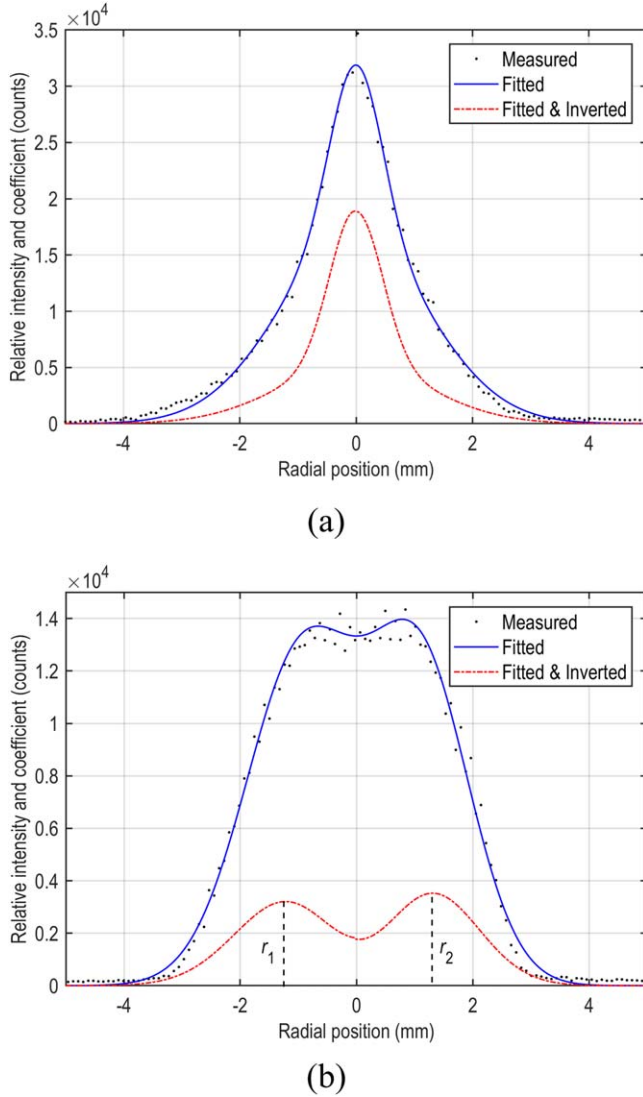 ×10⁴
3.5
3
2.5
2
1.5
1
0.5
0
Relative intensity and coefficient (counts)
Measured
Fitted
Fitted & Inverted
-4 -2 0 2 4
Radial position (mm)
(a)
×10⁴
1.4
1.2
1
0.8
0.6
0.4
0.2
0
Relative intensity and coefficient (counts)
Measured
Fitted
Fitted & Inverted
r₁ r₂
-4 -2 0 2 4
Radial position (mm)
(b)